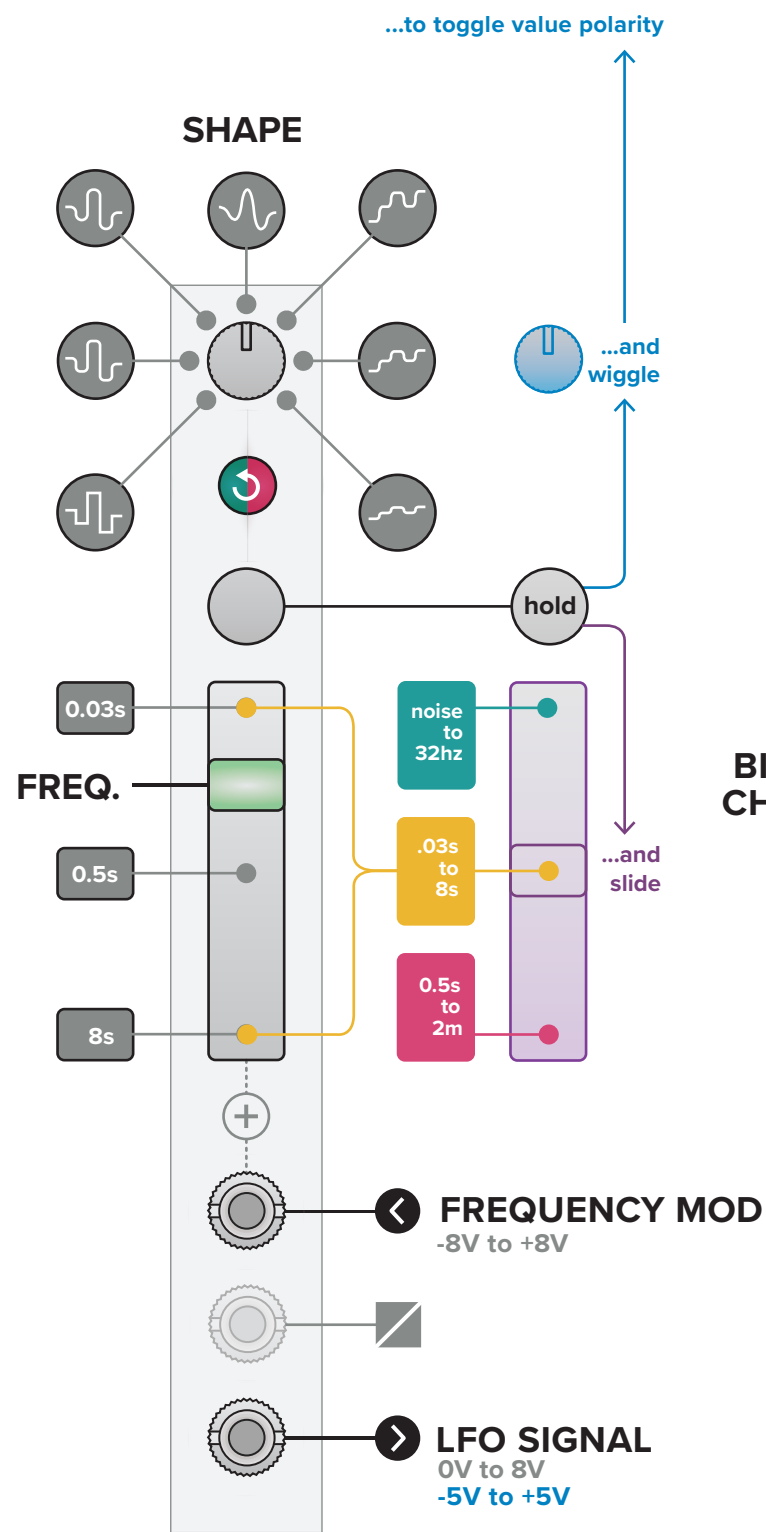 ...to toggle value polarity
SHAPE
...and
wiggle
hold
0.03s
noise
to
32hz
FREQ.
.03s
to
8s
...and
slide
0.5s
0.5s
to
2m
8s
FREQUENCY MOD
-8V to +8V
LFO SIGNAL
0V to 8V
-5V to +5V